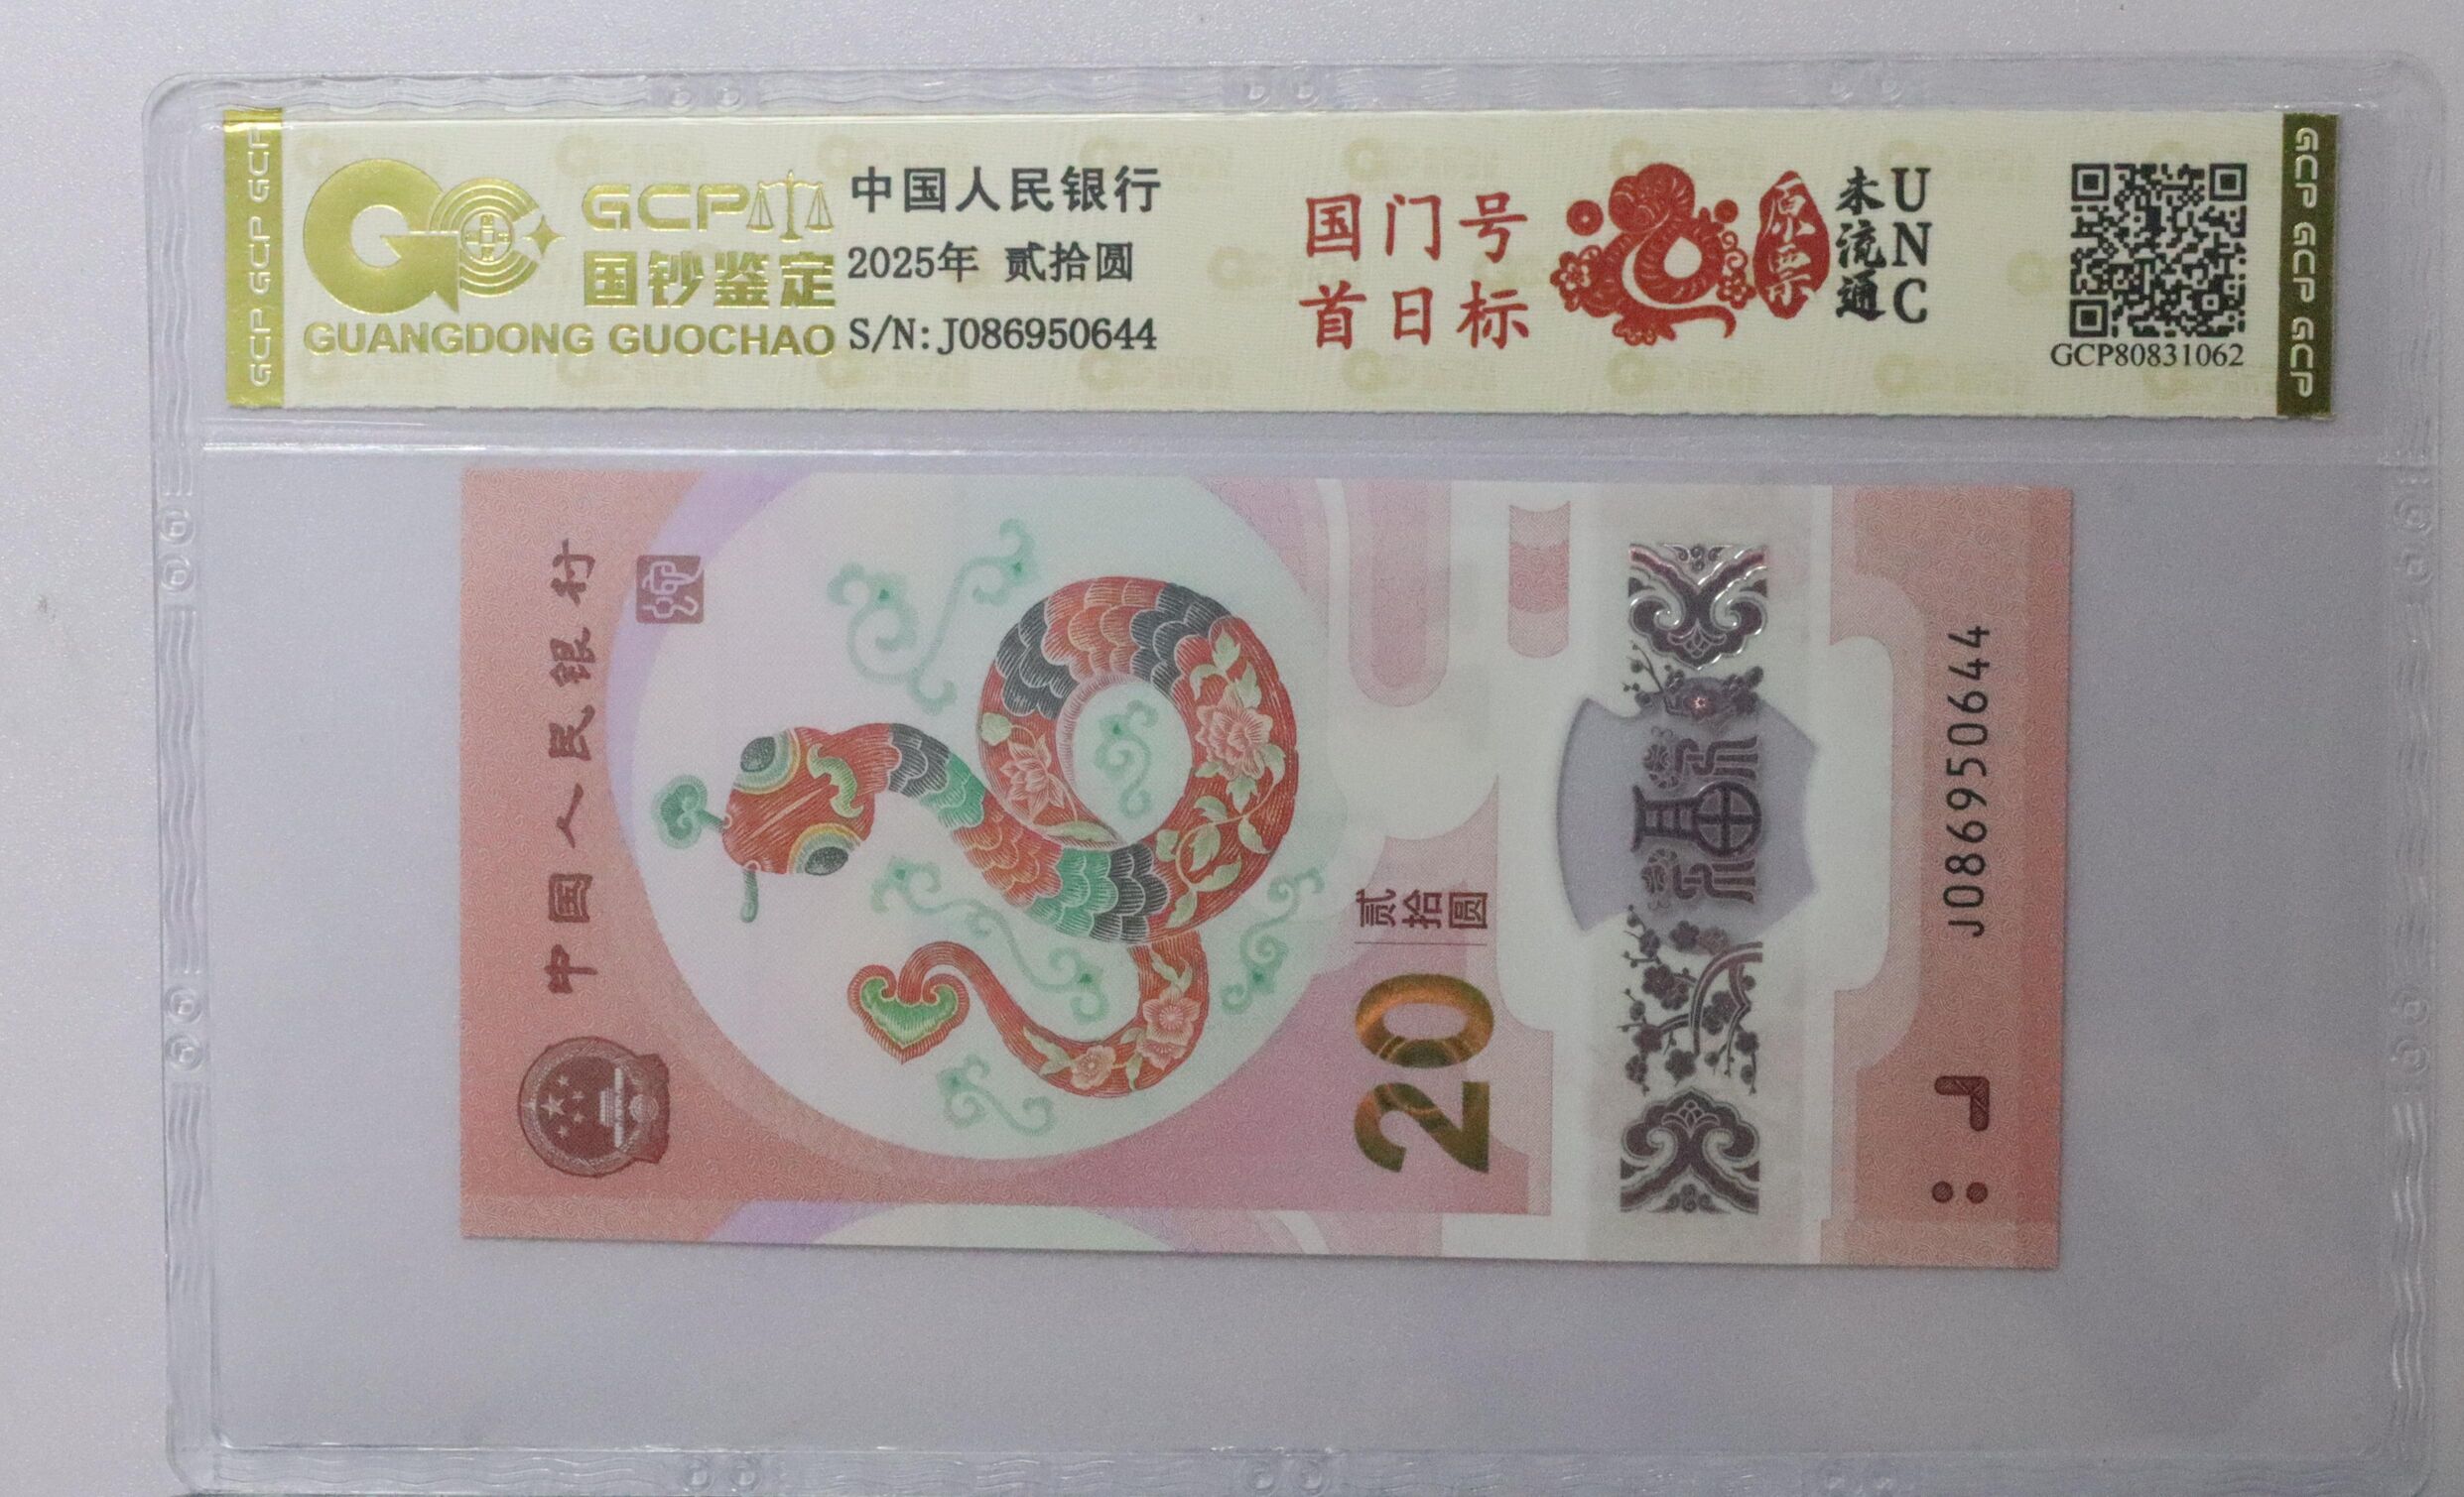 GCP GCP GCP
GCP
国钞鉴定
GUANGDONG GUOCHAO
中国人民银行
2025年 贰拾圆
S/N: J086950644
国门号
首日标
原票
未流通
UNC
GCP80831062
GCP GCP GCP
中国人民银行
贰拾圆
20
福
J086950644